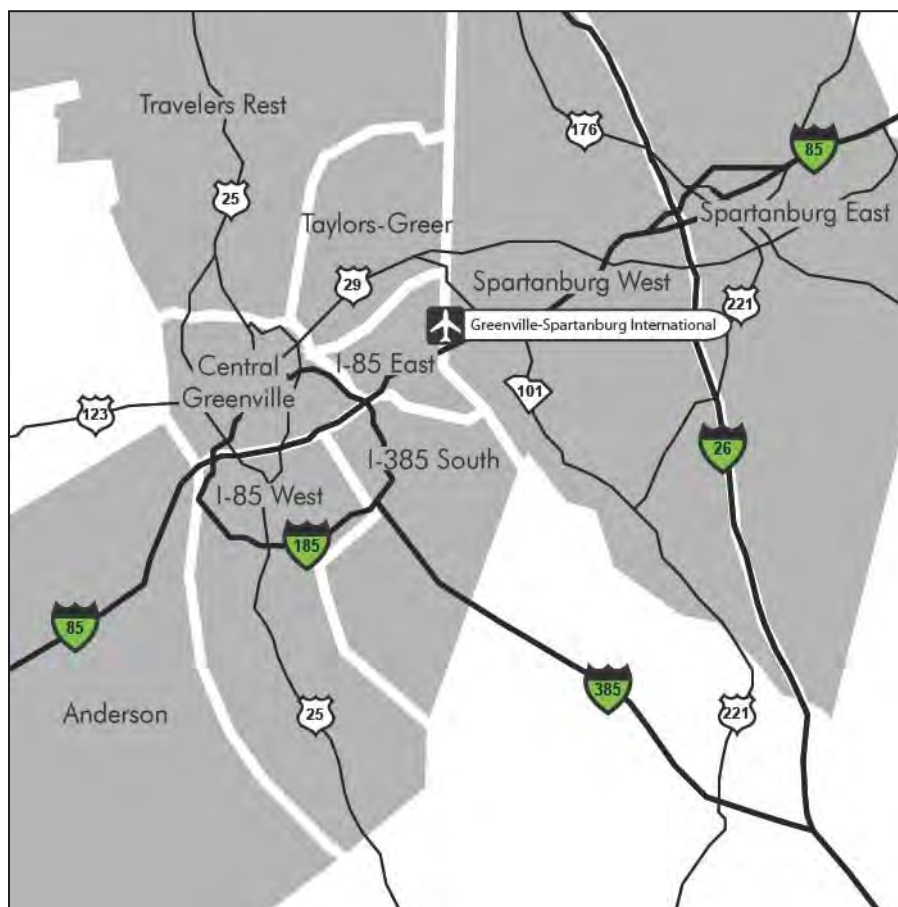 Travelers Rest
176
85
25
Taylors-Greer
Spartanburg East
29
Spartanburg West
221
Greenville-Spartanburg International
Central
Greenville
I-85 East
101
123
I-385 South
26
I-85 West
185
85
385
Anderson
25
221